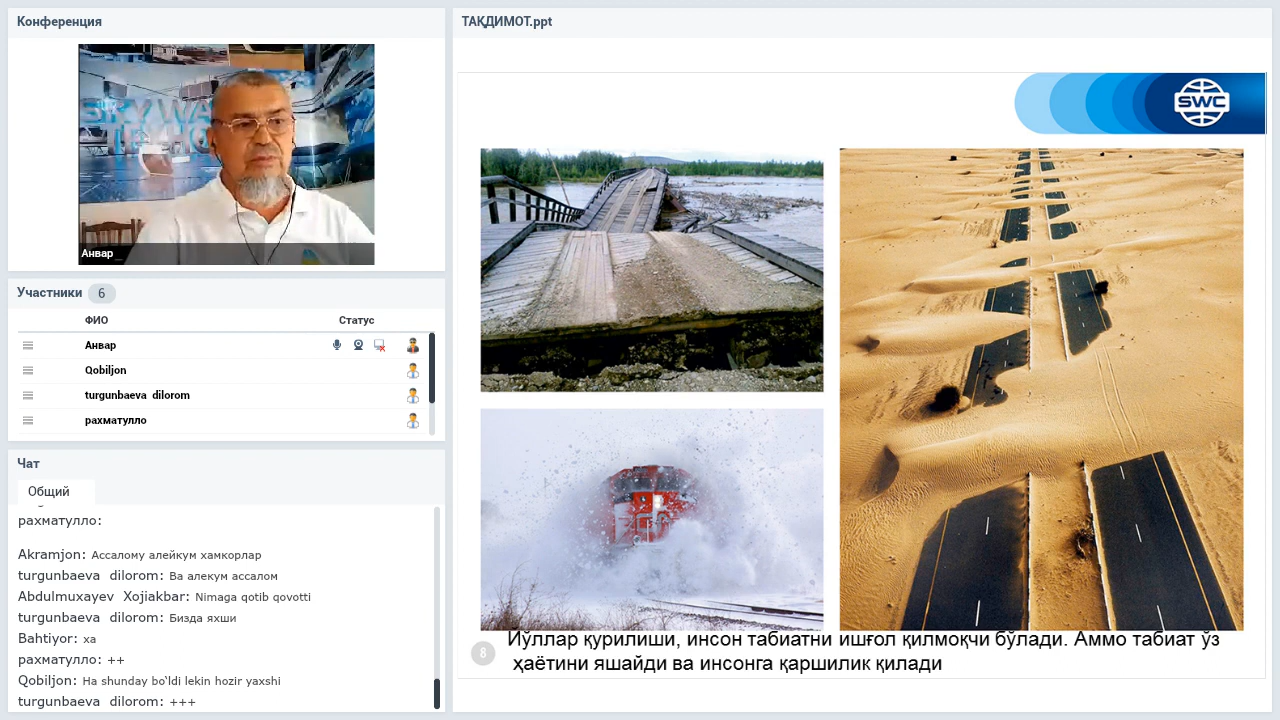 Конференция
SKYWA
Анвар
Участники 6
ФИО Статус
Анвар
Qobiljon
turgunbaeva dilorom
рахматулло
Чат
Общий
рахматулло:
Akramjon: Ассалому алейкум хамкорлар
turgunbaeva dilorom: Ва алекум ассалом
Abdulmuxayev Xojiakbar: Nimaga qotib qovotti
turgunbaeva dilorom: Бизда яхши
Bahtiyor: ха
рахматулло: ++
Qobiljon: Ha shunday bo'ldi lekin hozir yaxshi
turgunbaeva dilorom: +++
ТАҚДИМОТ.ppt
SWC
Йўллар қурилиши, инсон табиатни ишғол қилмоқчи бўлади. Аммо табиат ўз
8 ҳаётини яшайди ва инсонга қаршилик қилади